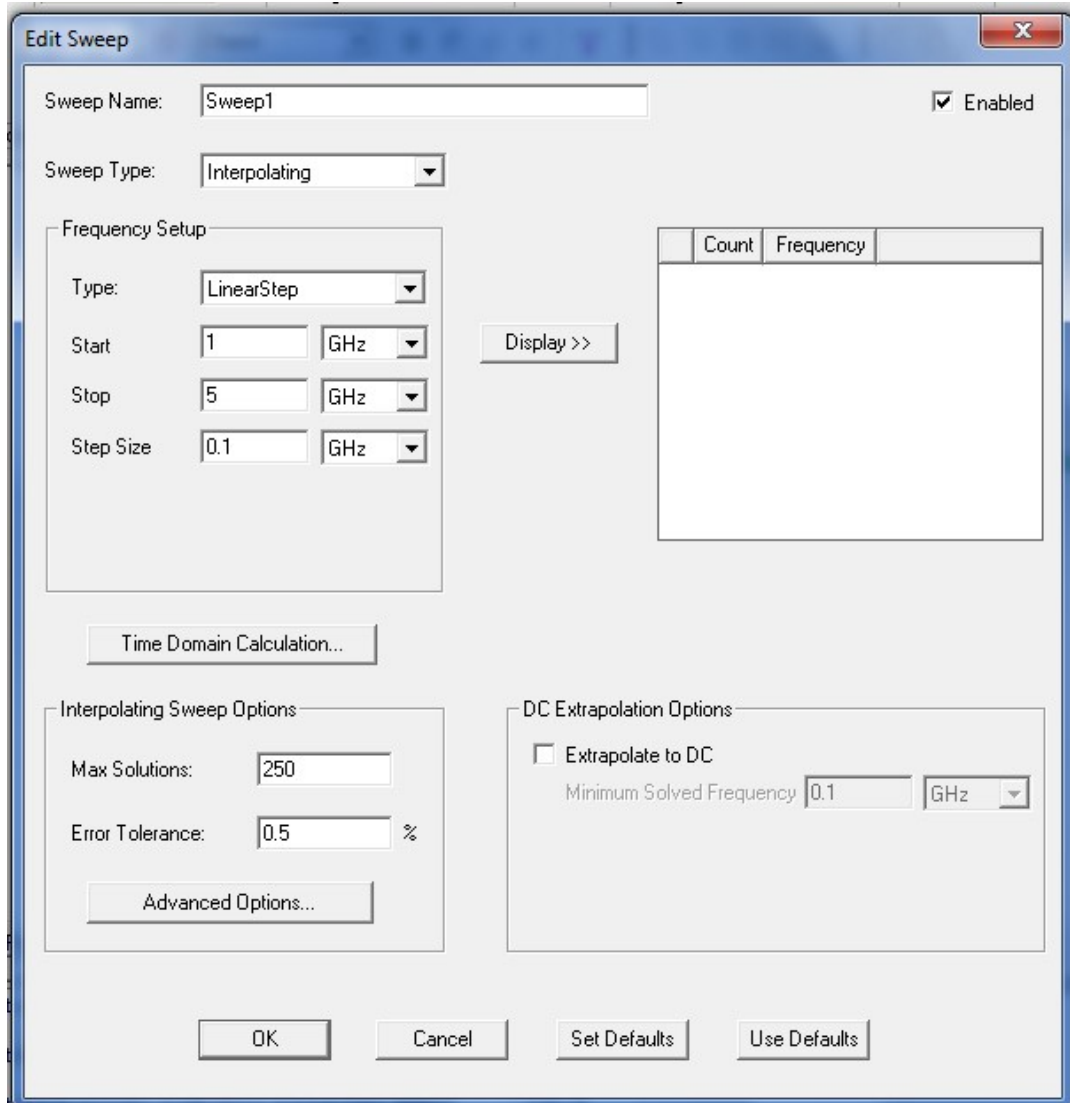 Edit Sweep
Sweep Name: Sweep1 Enabled
Sweep Type: Interpolating
Frequency Setup
Type: LinearStep
Start 1 GHz
Stop 5 GHz
Step Size 0.1 GHz
Display >>
Count Frequency
Time Domain Calculation...
Interpolating Sweep Options
Max Solutions: 250
Error Tolerance: 0.5 %
Advanced Options...
DC Extrapolation Options
Extrapolate to DC
Minimum Solved Frequency 0.1 GHz
OK Cancel Set Defaults Use Defaults